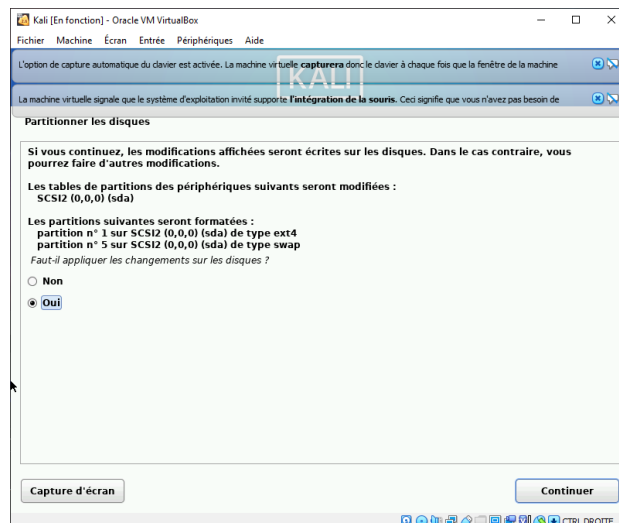 Kali [En fonction] - Oracle VM VirtualBox
Fichier Machine Écran Entrée Périphériques Aide
L'option de capture automatique du clavier est activée. La machine virtuelle capturera donc le clavier à chaque fois que la fenêtre de la machine
KALI
La machine virtuelle signale que le système d'exploitation invité supporte l'intégration de la souris. Ceci signifie que vous n'avez pas besoin de
Partitionner les disques
Si vous continuez, les modifications affichées seront écrites sur les disques. Dans le cas contraire, vous
pourrez faire d'autres modifications.
Les tables de partitions des périphériques suivants seront modifiées :
SCSI2 (0,0,0) (sda)
Les partitions suivantes seront formatées :
partition n° 1 sur SCSI2 (0,0,0) (sda) de type ext4
partition n° 5 sur SCSI2 (0,0,0) (sda) de type swap
Faut-il appliquer les changements sur les disques ?
Non
Oui
Capture d'écran Continuer
CTRL DROITE